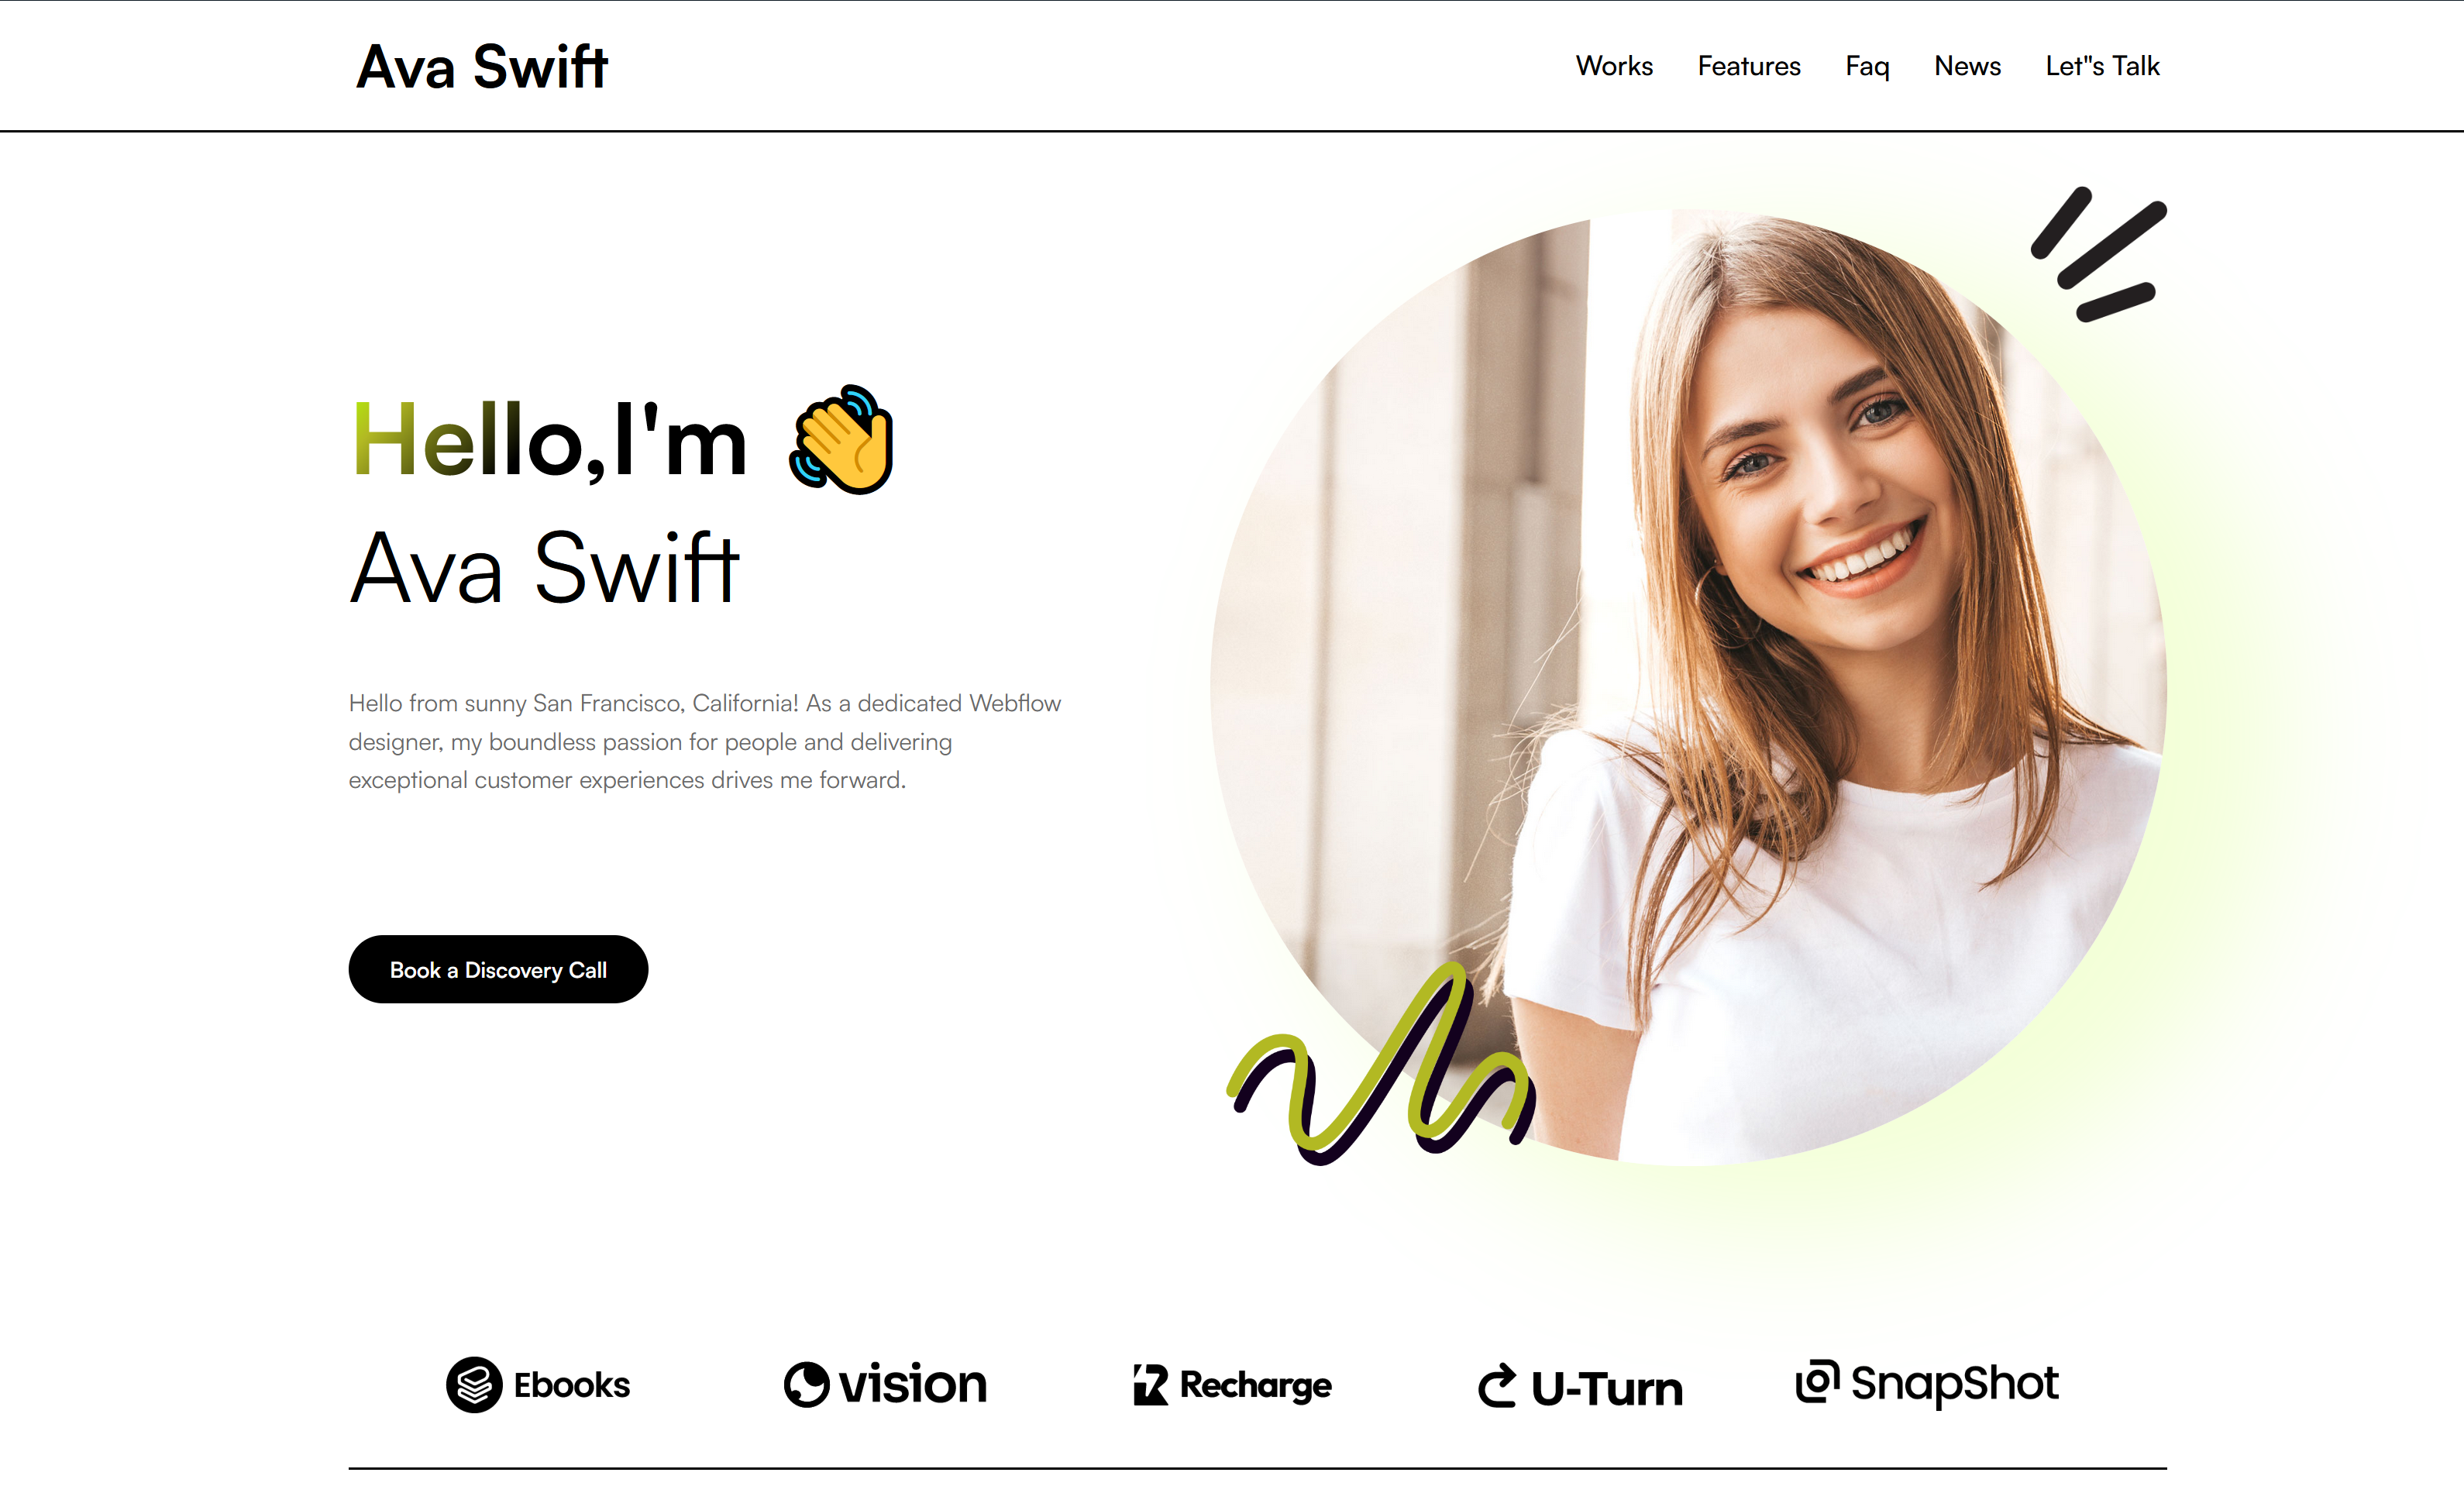 Ava Swift
Works Features Faq News Let"s Talk
Hello,I'm 👋
Ava Swift
Hello from sunny San Francisco, California! As a dedicated Webflow
designer, my boundless passion for people and delivering
exceptional customer experiences drives me forward.
Book a Discovery Call
Ebooks vision Recharge U-Turn SnapShot